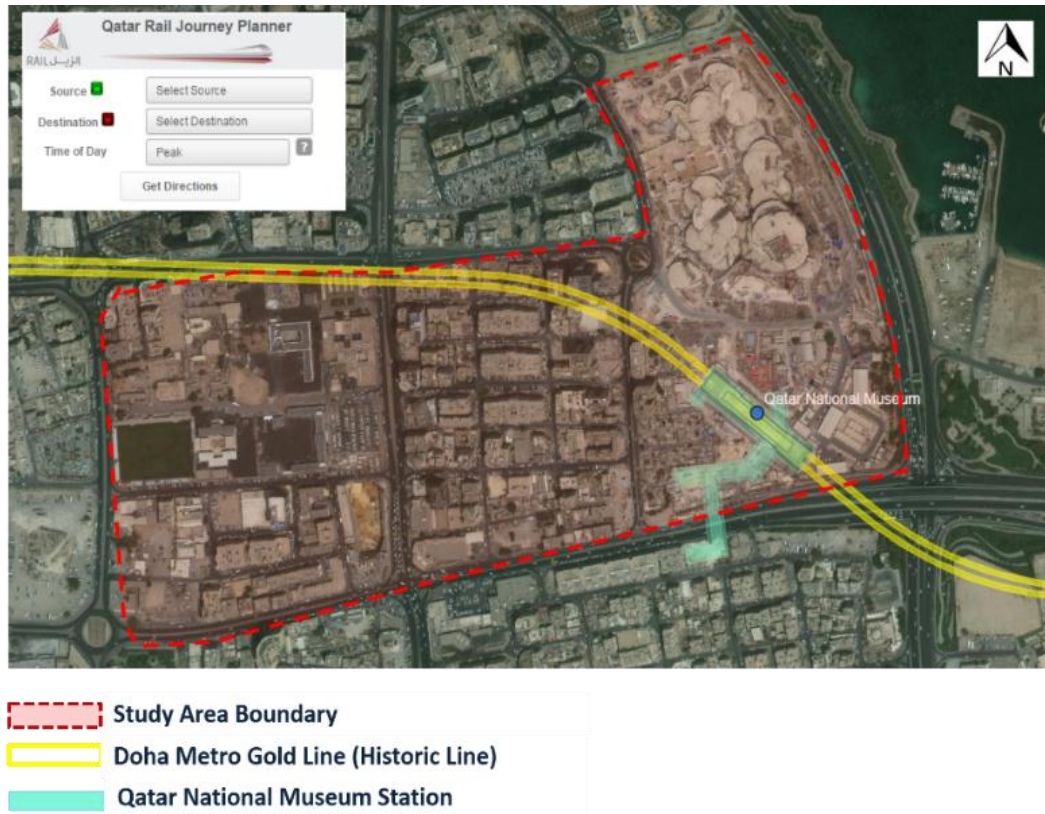 Qatar Rail Journey Planner
RAIL الريــل
Source
Select Source
Destination
Select Destination
Time of Day
Peak
?
Get Directions
N
Qatar National Museum
Study Area Boundary
Doha Metro Gold Line (Historic Line)
Qatar National Museum Station